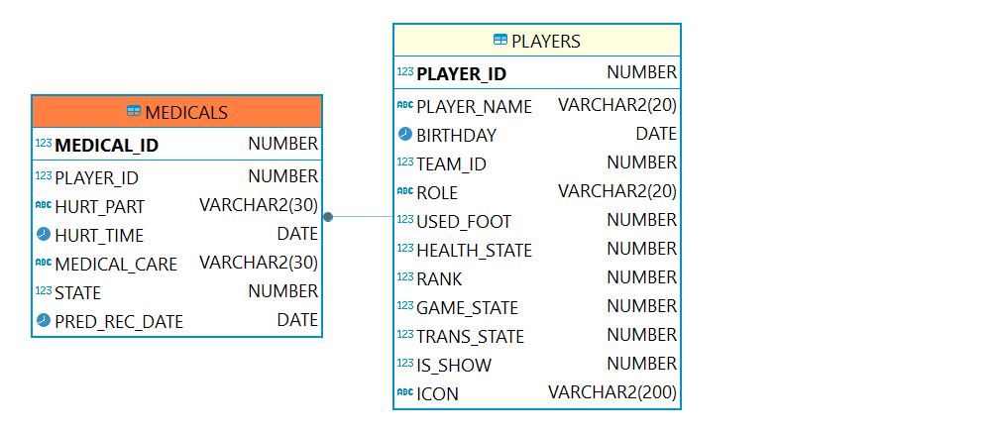 MEDICALS
123 MEDICAL_ID NUMBER
123 PLAYER_ID NUMBER
ABC HURT_PART VARCHAR2(30)
HURT_TIME DATE
ABC MEDICAL_CARE VARCHAR2(30)
123 STATE NUMBER
PRED_REC_DATE DATE
PLAYERS
123 PLAYER_ID NUMBER
ABC PLAYER_NAME VARCHAR2(20)
BIRTHDAY DATE
123 TEAM_ID NUMBER
ABC ROLE VARCHAR2(20)
123 USED_FOOT NUMBER
123 HEALTH_STATE NUMBER
123 RANK NUMBER
123 GAME_STATE NUMBER
123 TRANS_STATE NUMBER
123 IS_SHOW NUMBER
ABC ICON VARCHAR2(200)